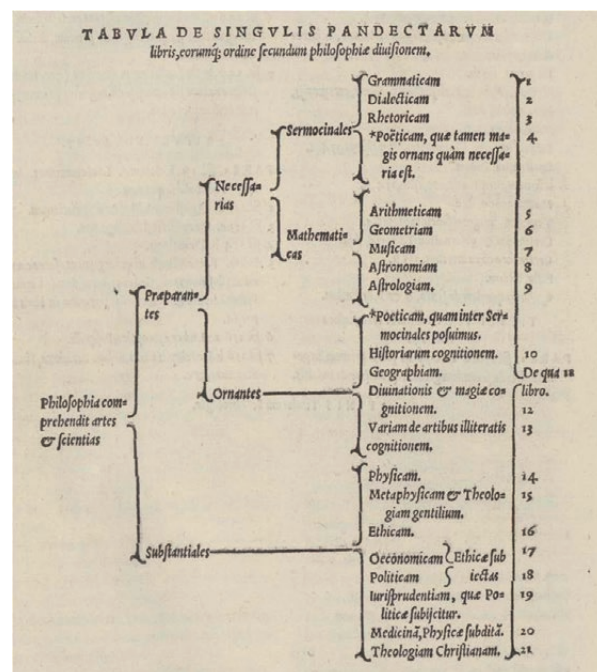 TABVLA DE SINGVLIS PANDECTARVM
libris, eorumq́; ordine ſecundum philoſophiæ diuiſionem.
Grammaticam 1
Dialecticam 2
Rhetoricam 3
Sermocinales
*Poëticam, quæ tamen ma- 4
gis ornans quàm neceſſa-
ria eſt.
Neceſſa-
rias
Arithmeticam 5
Geometriam 6
Mathemati-
cas
Muſicam 7
Aſtronomiam 8
Aſtrologiam. 9
Præparan-
tes
*Poeticam, quam inter Ser-
mocinales poſuimus.
Hiſtoriarum cognitionem. 10
Geographiam. De qua 12
Ornantes
Diuinationis & magiæ co- libro.
gnitionem. 12
Variam de artibus illiteratis 13
cognitionem.
Philoſophia com-
prehendit artes
& ſcientias
Phyſicam. 14
Metaphyſicam & Theolo- 15
giam gentilium.
Ethicam. 16
Subſtantiales
Oeconomicam Ethicæ ſub 17
Politicam iectas 18
Iuriſprudentiam, quæ Po- 19
liticæ ſubijcitur.
Medicinã, Phyſicæ ſubditã. 20
Theologiam Chriſtianam. 21